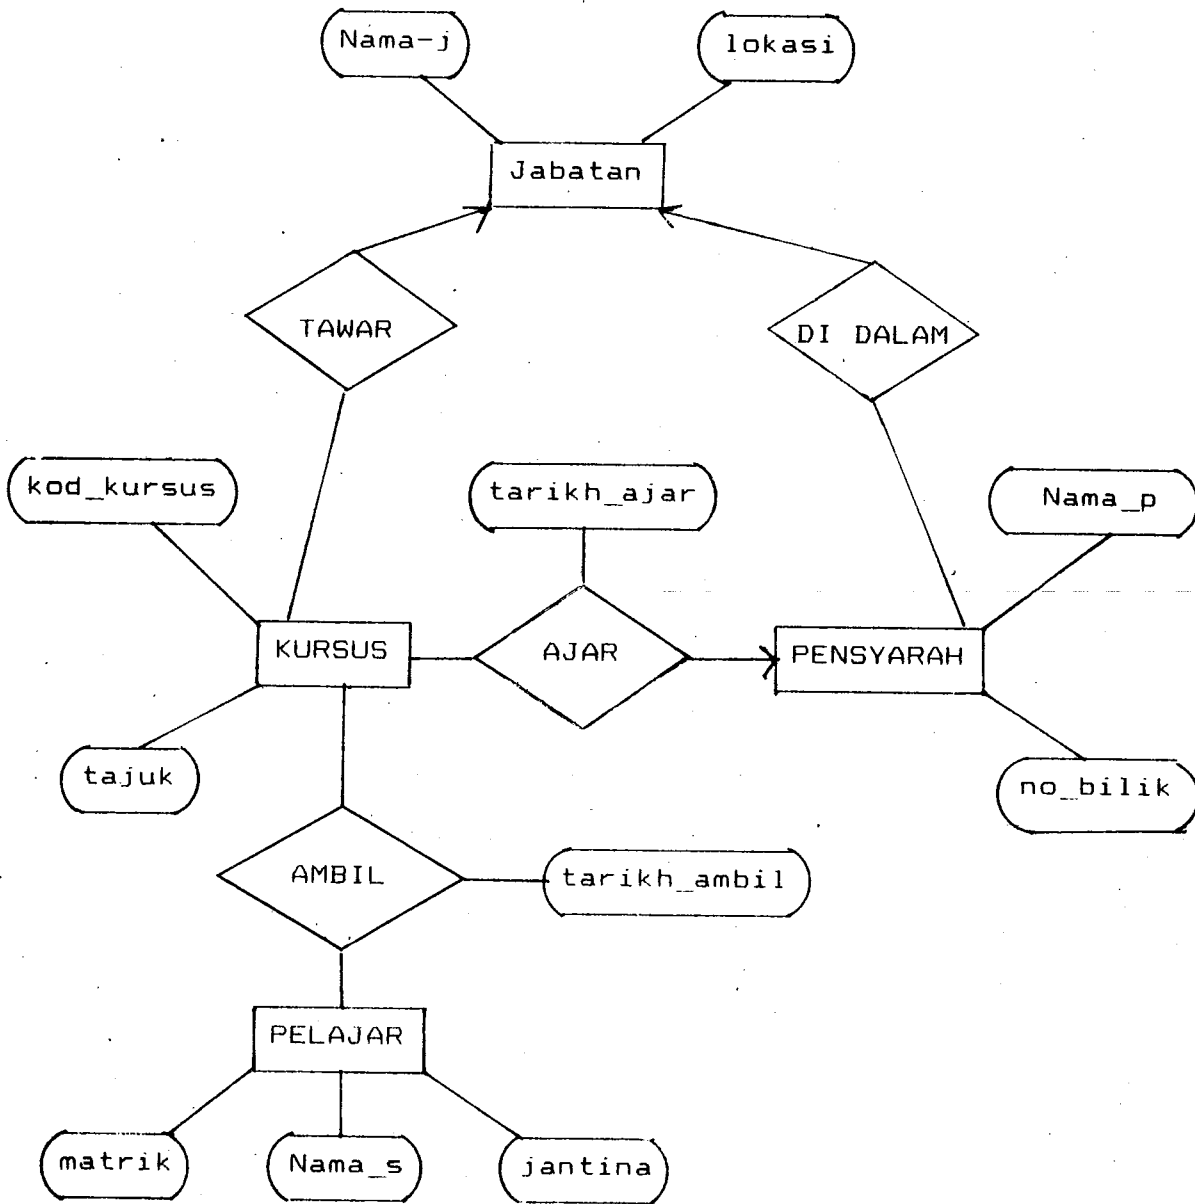 Nama-j
lokasi
Jabatan
TAWAR
DI DALAM
kod_kursus
tarikh_ajar
Nama_p
KURSUS
AJAR
PENSYARAH
tajuk
no_bilik
AMBIL
tarikh_ambil
PELAJAR
matrik
Nama_s
jantina